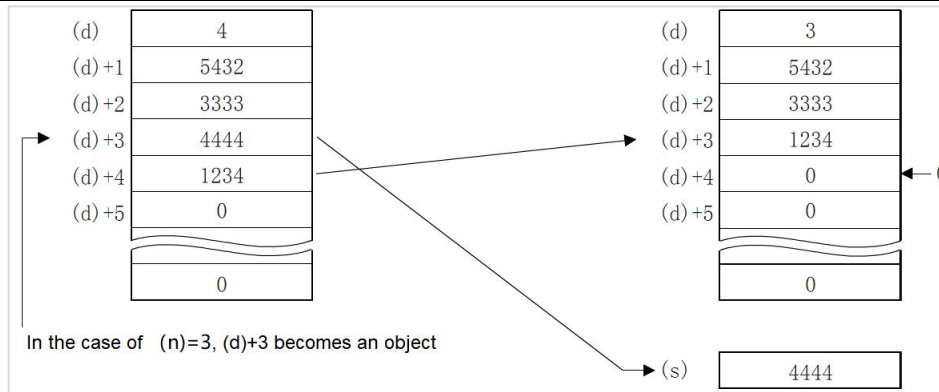 (d) 4 (d) 3
(d)+1 5432 (d)+1 5432
(d)+2 3333 (d)+2 3333
(d)+3 4444 (d)+3 1234
(d)+4 1234 (d)+4 0
(d)+5 0 (d)+5 0
0 0
In the case of (n)=3, (d)+3 becomes an object
(s) 4444